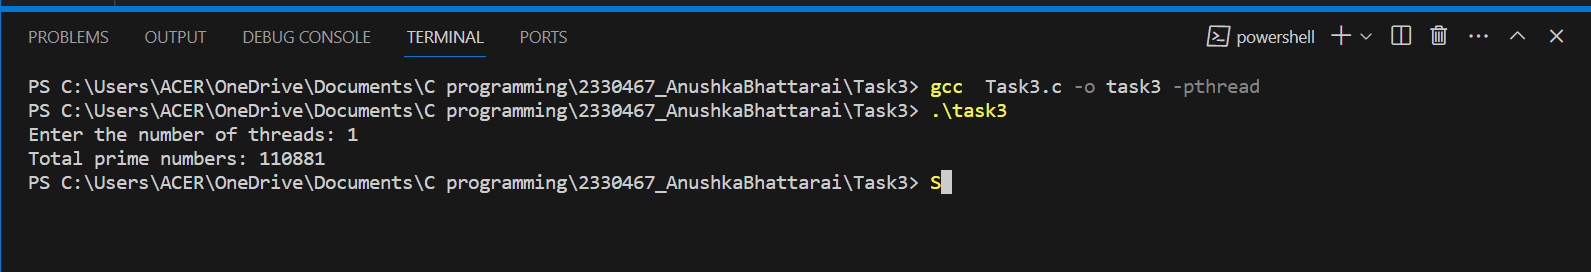 PROBLEMS OUTPUT DEBUG CONSOLE TERMINAL PORTS powershell
PS C:\Users\ACER\OneDrive\Documents\C programming\2330467_AnushkaBhattarai\Task3> gcc  Task3.c -o task3 -pthread
PS C:\Users\ACER\OneDrive\Documents\C programming\2330467_AnushkaBhattarai\Task3> .\task3
Enter the number of threads: 1
Total prime numbers: 110881
PS C:\Users\ACER\OneDrive\Documents\C programming\2330467_AnushkaBhattarai\Task3> S